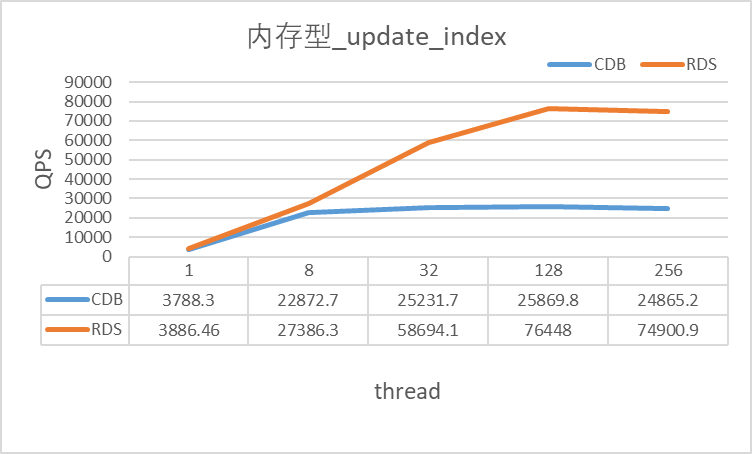 内存型_update_index
CDB RDS
90000
80000
70000
60000
50000
40000
30000
20000
10000
0
QPS
1 8 32 128 256
CDB 3788.3 22872.7 25231.7 25869.8 24865.2
RDS 3886.46 27386.3 58694.1 76448 74900.9
thread